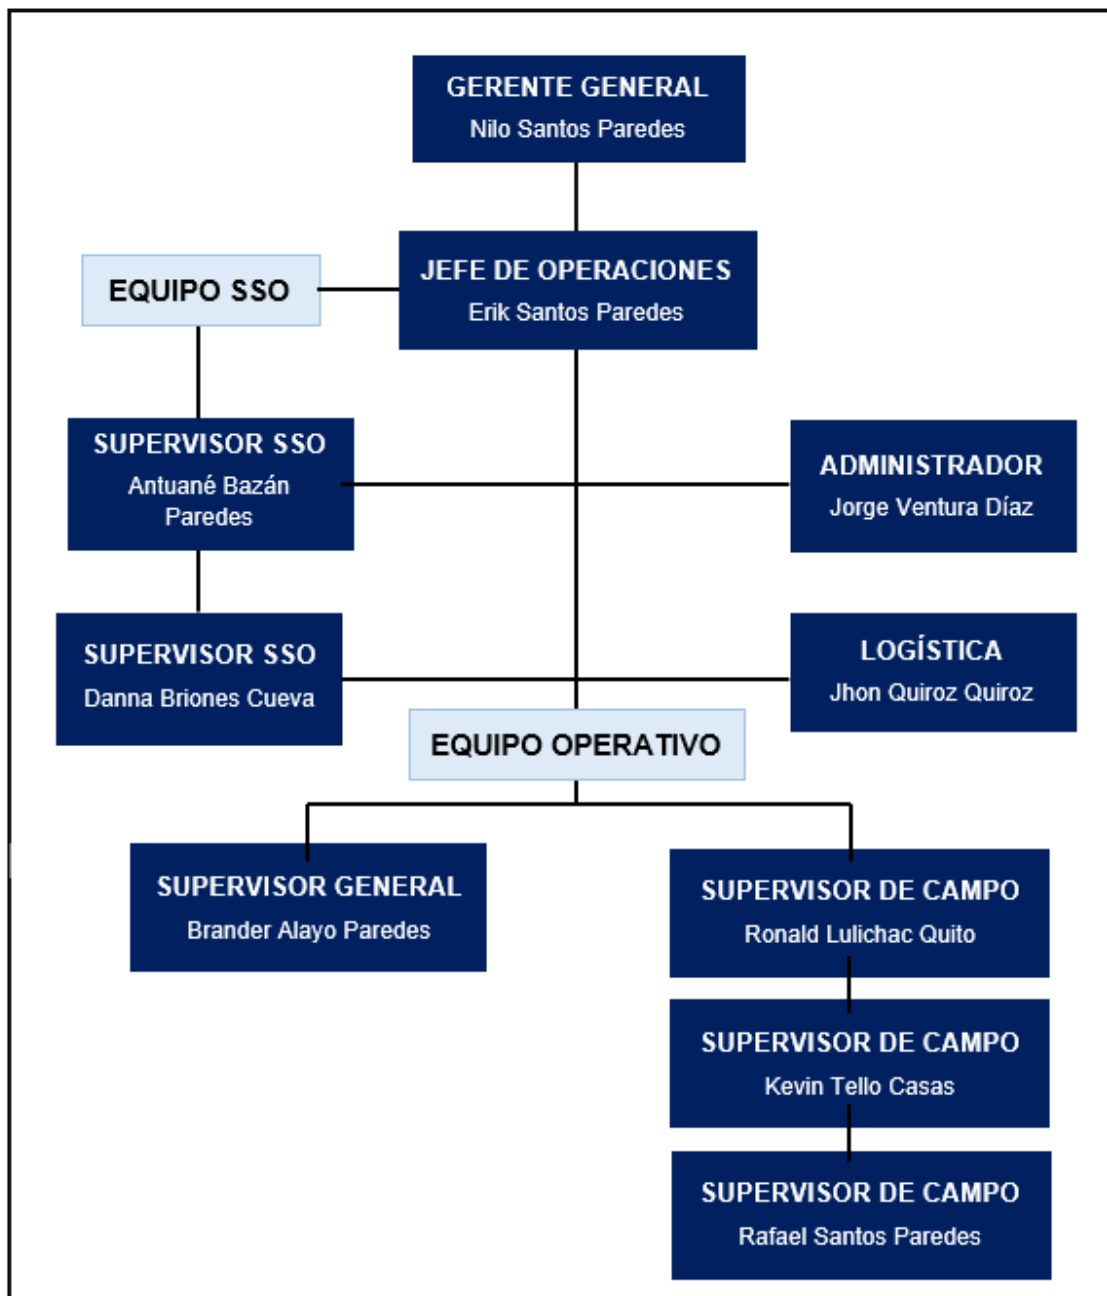 GERENTE GENERAL
Nilo Santos Paredes
JEFE DE OPERACIONES
Erik Santos Paredes
EQUIPO SSO
SUPERVISOR SSO
Antuané Bazán
Paredes
ADMINISTRADOR
Jorge Ventura Díaz
SUPERVISOR SSO
Danna Briones Cueva
LOGÍSTICA
Jhon Quiroz Quiroz
EQUIPO OPERATIVO
SUPERVISOR GENERAL
Brander Alayo Paredes
SUPERVISOR DE CAMPO
Ronald Lulichac Quito
SUPERVISOR DE CAMPO
Kevin Tello Casas
SUPERVISOR DE CAMPO
Rafael Santos Paredes